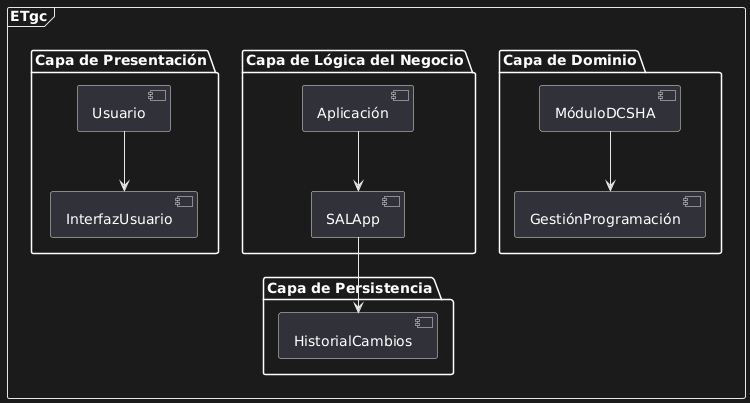 ETgc
Capa de Presentación
Usuario
InterfazUsuario
Capa de Lógica del Negocio
Aplicación
SALApp
Capa de Dominio
MóduloDCSHA
GestiónProgramación
Capa de Persistencia
HistorialCambios